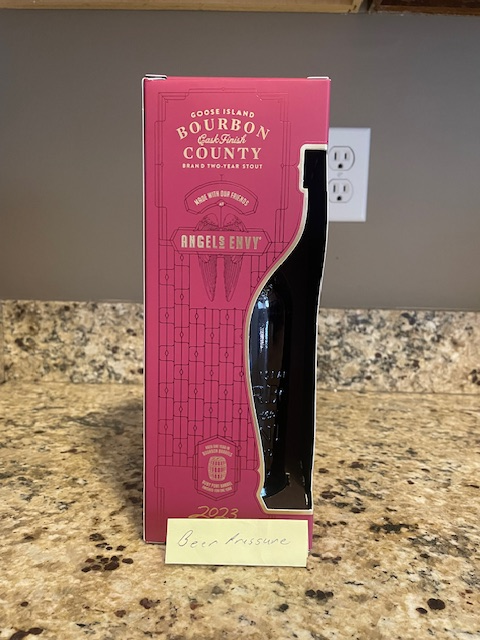 GOOSE ISLAND
BOURBON
Cask Finish
COUNTY
BRAND TWO-YEAR STOUT
MADE WITH OUR FRIENDS
ANGEL'S ENVY
2023
Beer Pressure